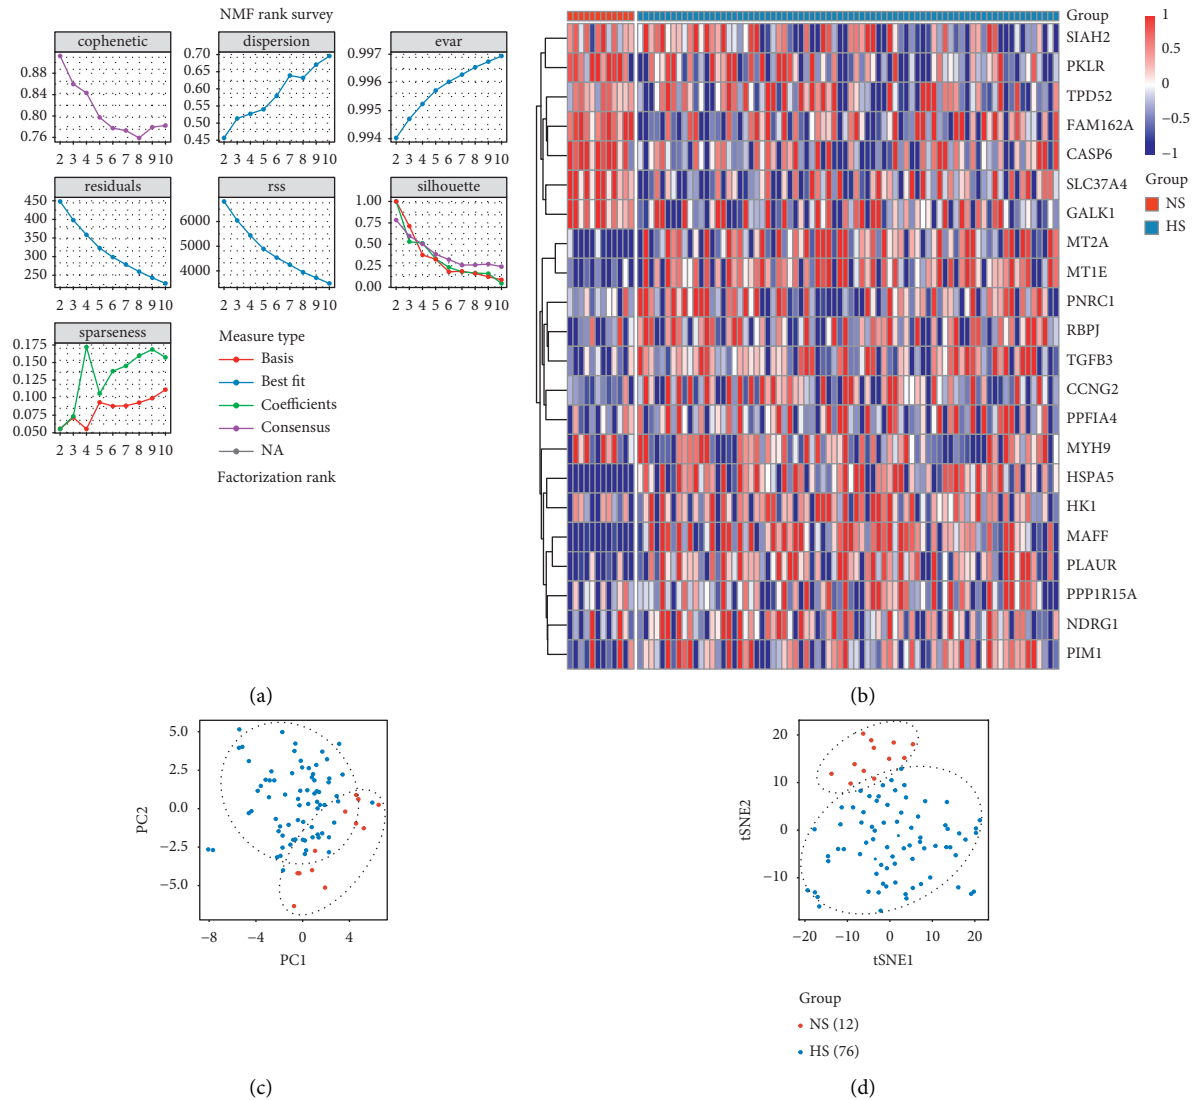 NMF rank survey
cophenetic
dispersion
evar
0.88
0.84
0.80
0.76
0.70
0.65
0.60
0.55
0.50
0.45
0.997
0.996
0.995
0.994
2 3 4 5 6 7 8 9 10
2 3 4 5 6 7 8 9 10
2 3 4 5 6 7 8 9 10
residuals
rss
silhouette
450
400
350
300
250
6000
5000
4000
1.00
0.75
0.50
0.25
0.00
2 3 4 5 6 7 8 9 10
2 3 4 5 6 7 8 9 10
2 3 4 5 6 7 8 9 10
sparseness
0.175
0.150
0.125
0.100
0.075
0.050
2 3 4 5 6 7 8 9 10
Measure type
Basis
Best fit
Coefficients
Consensus
NA
Factorization rank
(a)
Group
SIAH2
PKLR
TPD52
FAM162A
CASP6
SLC37A4
GALK1
MT2A
MT1E
PNRC1
RBPJ
TGFB3
CCNG2
PPFIA4
MYH9
HSPA5
HK1
MAFF
PLAUR
PPP1R15A
NDRG1
PIM1
1
0.5
0
−0.5
−1
Group
NS
HS
(b)
5.0
2.5
0.0
−2.5
−5.0
PC2
−8 −4 0 4
PC1
(c)
20
10
0
−10
tSNE2
−20 −10 0 10 20
tSNE1
Group
NS (12)
HS (76)
(d)